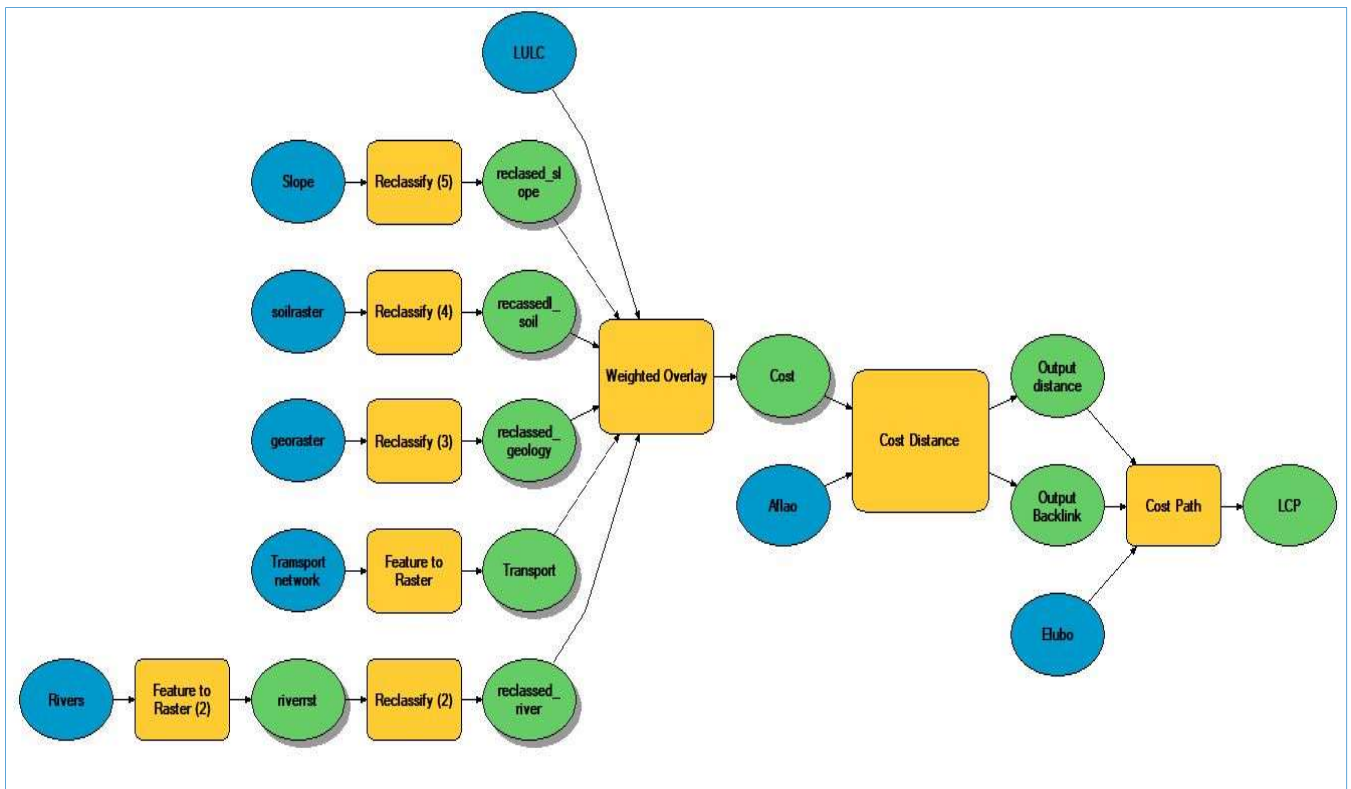 LULC
Slope
Reclassify (5)
reclased_sl
ope
soilraster
Reclassify (4)
recassedl_
soil
georaster
Reclassify (3)
reclassed_
geology
Weighted Overlay
Cost
Aflao
Cost Distance
Output
distance
Output
Backlink
Cost Path
LCP
Elubo
Tramsport
network
Feature to
Raster
Transport
Rivers
Feature to
Raster (2)
riverrst
Reclassify (2)
reclassed_
river